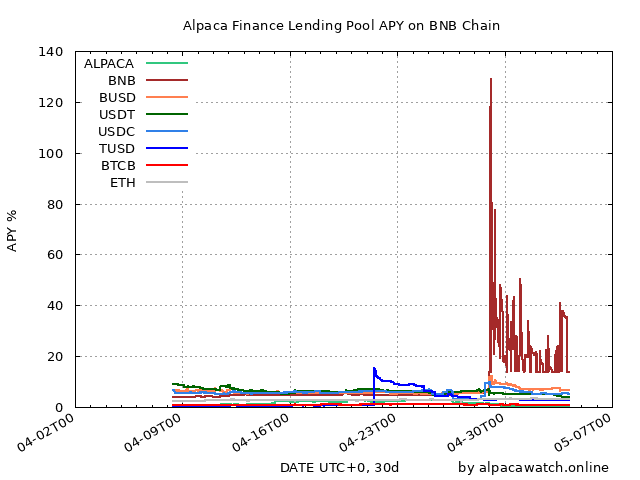 Alpaca Finance Lending Pool APY on BNB Chain
140
120
100
80
60
40
20
0
APY %
ALPACA
BNB
BUSD
USDT
USDC
TUSD
BTCB
ETH
04-02T00
04-09T00
04-16T00
04-23T00
04-30T00
05-07T00
DATE UTC+0, 30d
by alpacawatch.online